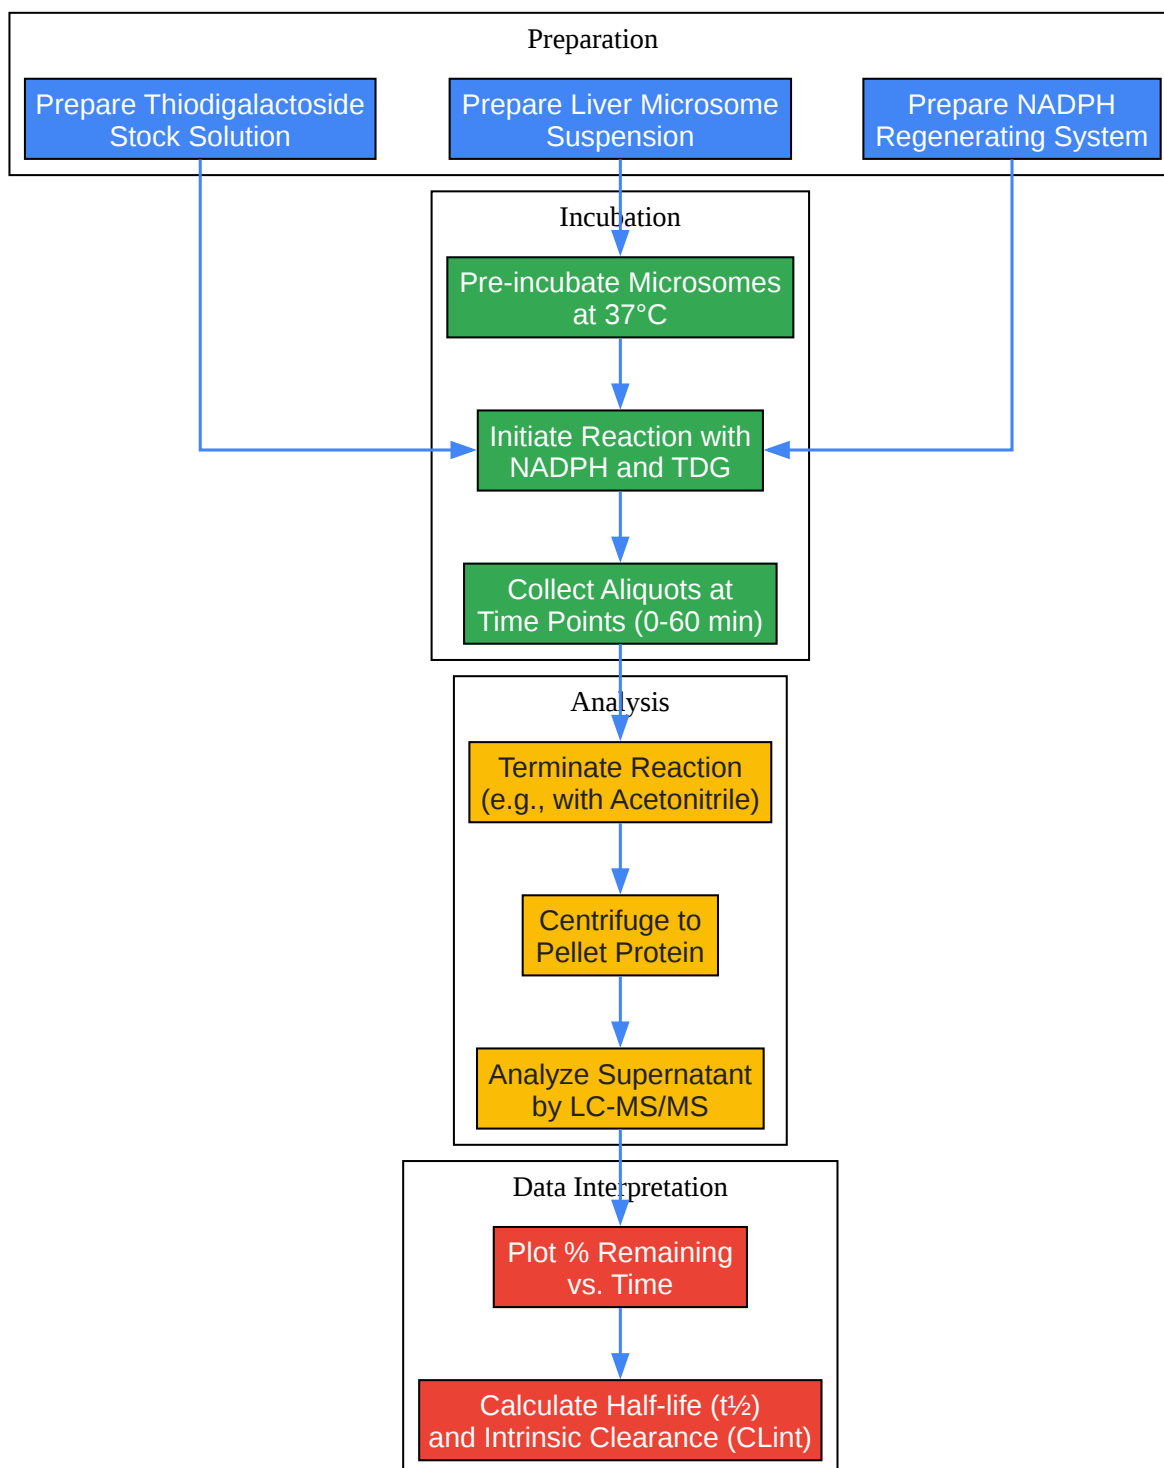 Preparation
Prepare Thiodigalactoside
Stock Solution
Prepare Liver Microsome
Suspension
Prepare NADPH
Regenerating System
Incubation
Pre-incubate Microsomes
at 37°C
Initiate Reaction with
NADPH and TDG
Collect Aliquots at
Time Points (0-60 min)
Analysis
Terminate Reaction
(e.g., with Acetonitrile)
Centrifuge to
Pellet Protein
Analyze Supernatant
by LC-MS/MS
Data Interpretation
Plot % Remaining
vs. Time
Calculate Half-life (t½)
and Intrinsic Clearance (CLint)